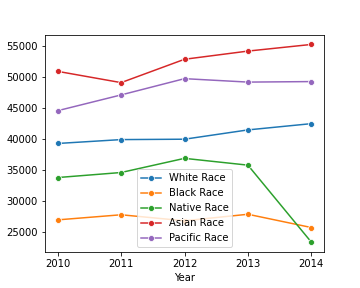 55000
50000
45000
40000
35000
30000
25000
White Race
Black Race
Native Race
Asian Race
Pacific Race
2010 2011 2012 2013 2014
Year